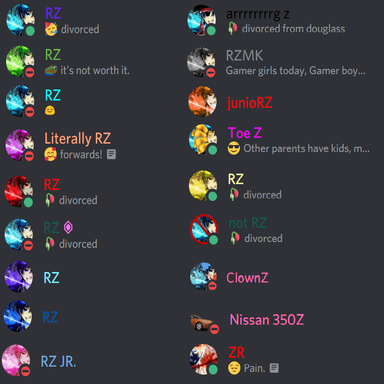 RZ
divorced
RZ
it's not worth it.
RZ
Literally RZ
forwards!
RZ
divorced
RZ
divorced
RZ
RZ
RZ JR.
arrrrrrrrg z
divorced from douglass
RZMK
Gamer girls today, Gamer boy...
junioRZ
Toe Z
Other parents have kids, m...
RZ
divorced
not RZ
divorced
ClownZ
Nissan 350Z
ZR
Pain.